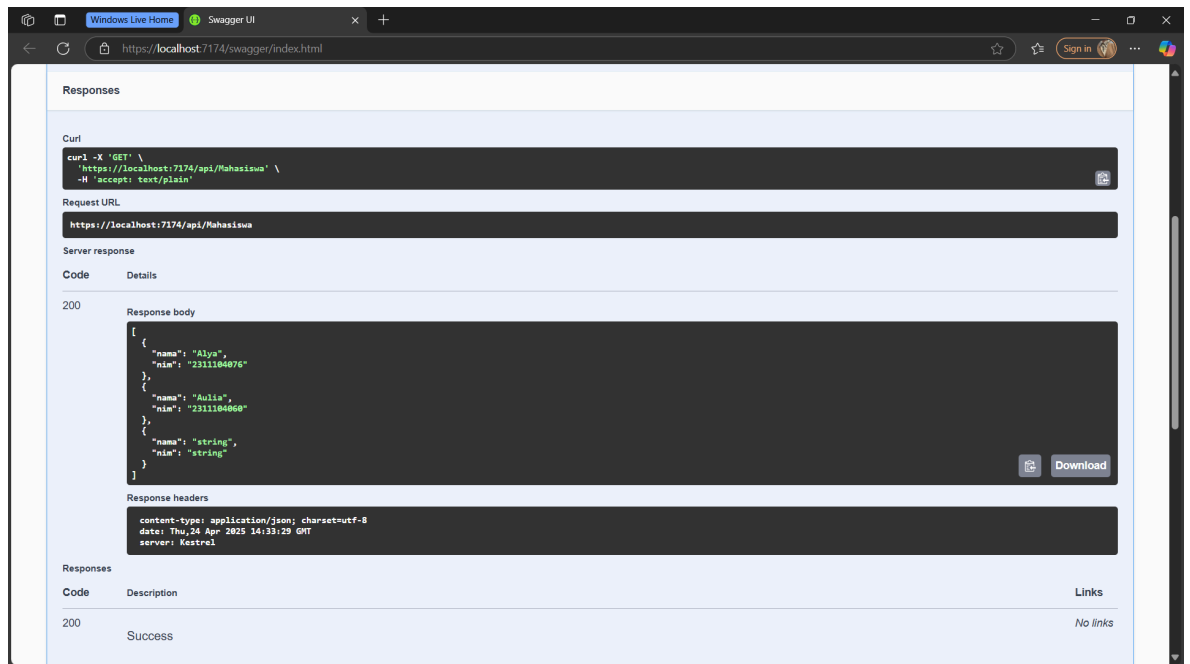 Windows Live Home
Swagger UI
https://localhost:7174/swagger/index.html
Sign in
Responses
Curl
curl -X 'GET' \
'https://localhost:7174/api/Mahasiswa' \
-H 'accept: text/plain'
Request URL
https://localhost:7174/api/Mahasiswa
Server response
Code Details
200
Response body
[
{
"nama": "Alya",
"nim": "2311104076"
},
{
"nama": "Aulia",
"nim": "2311104060"
},
{
"nama": "string",
"nim": "string"
}
]
Download
Response headers
content-type: application/json; charset=utf-8
date: Thu,24 Apr 2025 14:33:29 GMT
server: Kestrel
Responses
Code Description Links
200 No links
Success